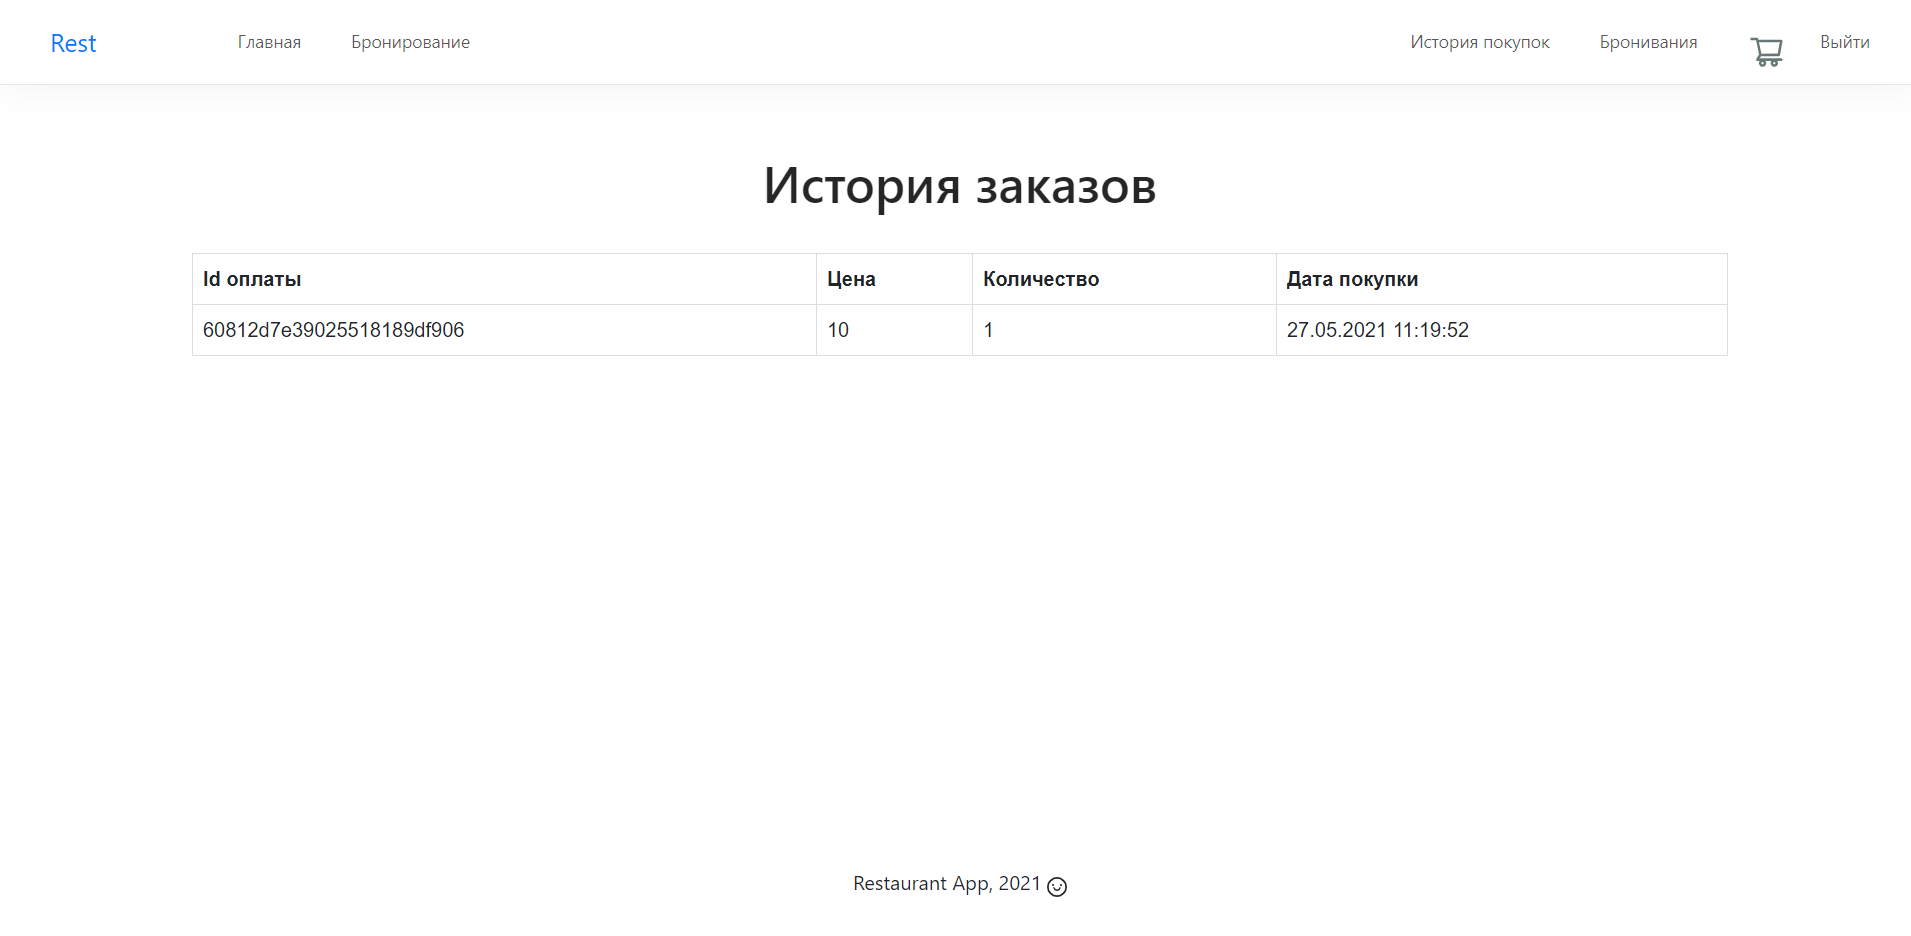 Rest Главная Бронирование История покупок Бронивания Выйти
История заказов
Id оплаты Цена Количество Дата покупки
60812d7e39025518189df906 10 1 27.05.2021 11:19:52
Restaurant App, 2021